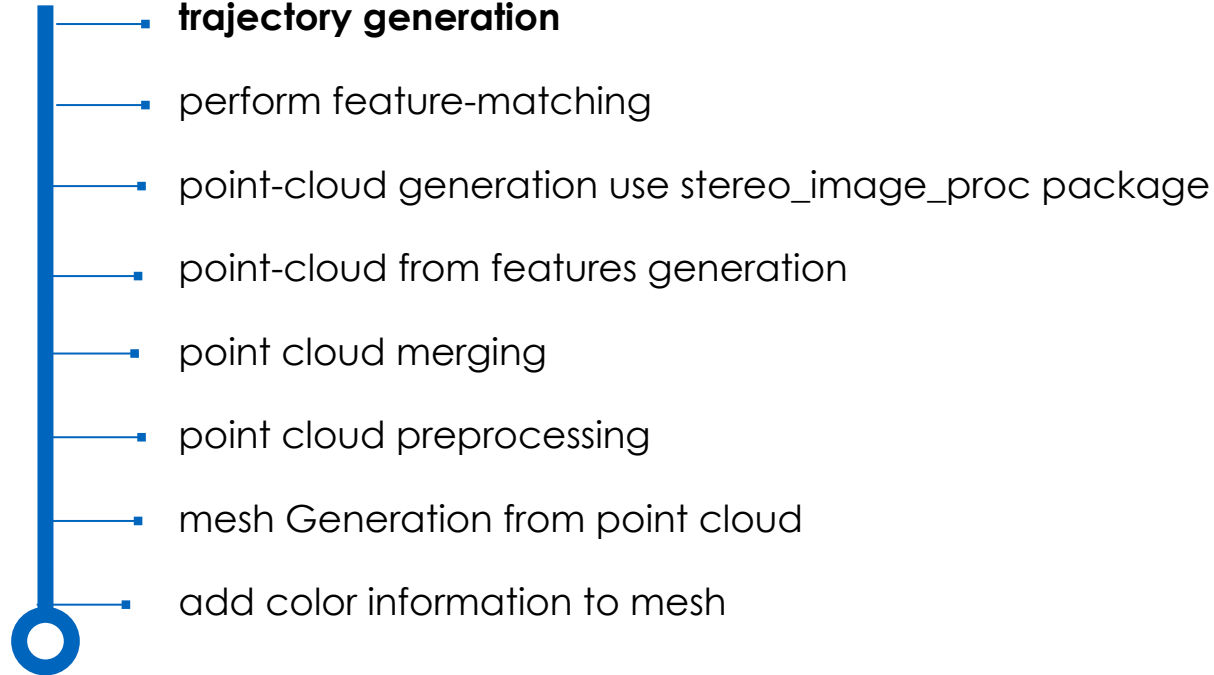 trajectory generation
perform feature-matching
point-cloud generation use stereo_image_proc package
point-cloud from features generation
point cloud merging
point cloud preprocessing
mesh Generation from point cloud
add color information to mesh